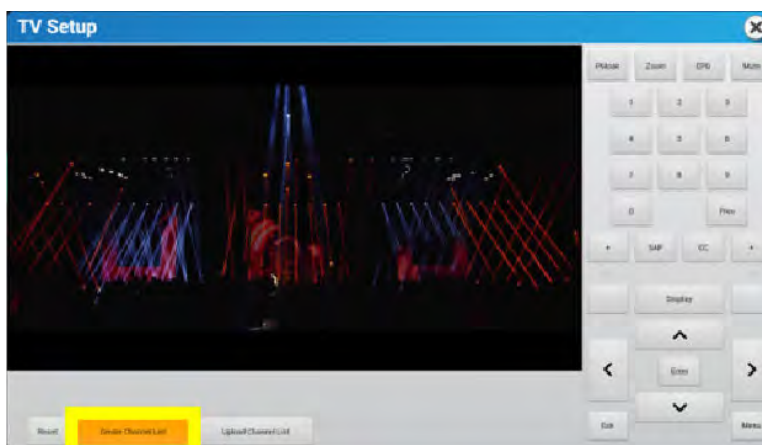 TV Setup
PMode Zoom EPG Mute
1 2 3
4 5 6
7 8 9
0 Prev
SAP CC
Display
Enter
Exit Menu
Reset Create Channel List Upload Channel List